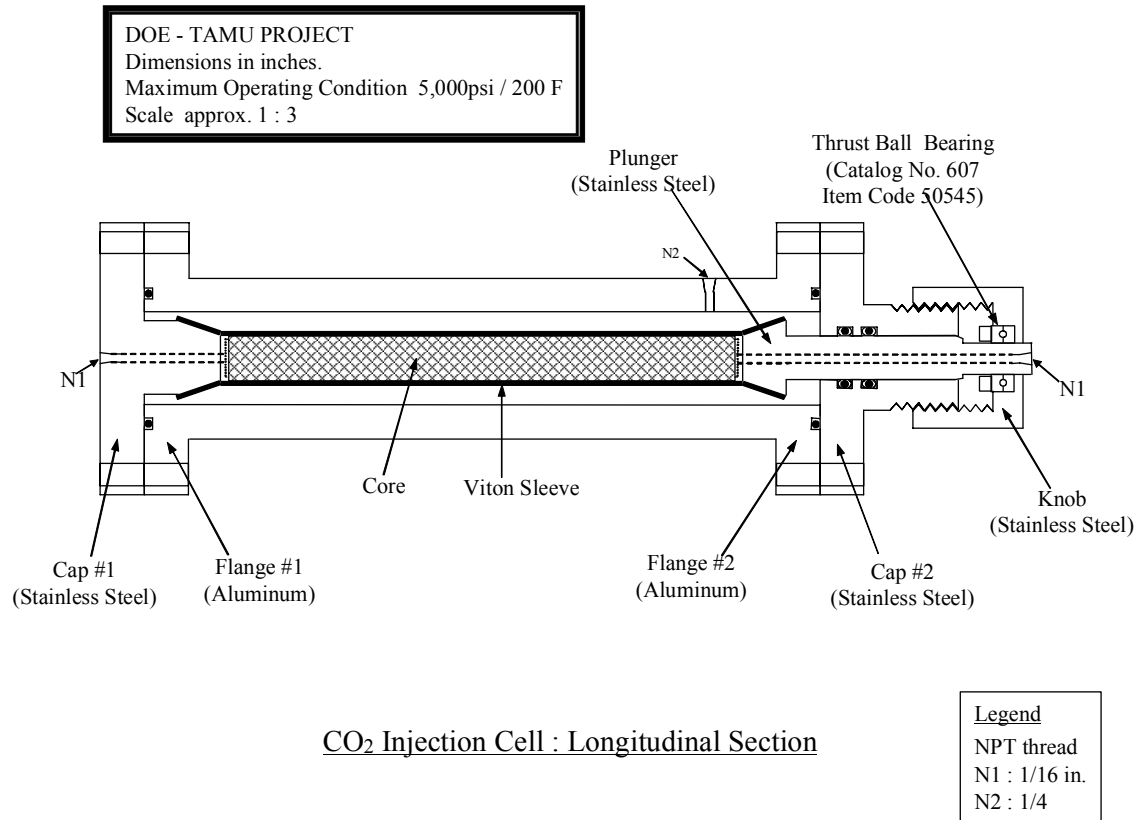 DOE - TAMU PROJECT
Dimensions in inches.
Maximum Operating Condition 5,000psi / 200 F
Scale approx. 1 : 3
Thrust Ball Bearing
(Catalog No. 607
Item Code 50545)
Plunger
(Stainless Steel)
N2
N1
N1
Core
Viton Sleeve
Knob
(Stainless Steel)
Cap #1
(Stainless Steel)
Flange #1
(Aluminum)
Flange #2
(Aluminum)
Cap #2
(Stainless Steel)
CO₂ Injection Cell : Longitudinal Section
Legend
NPT thread
N1 : 1/16 in.
N2 : 1/4